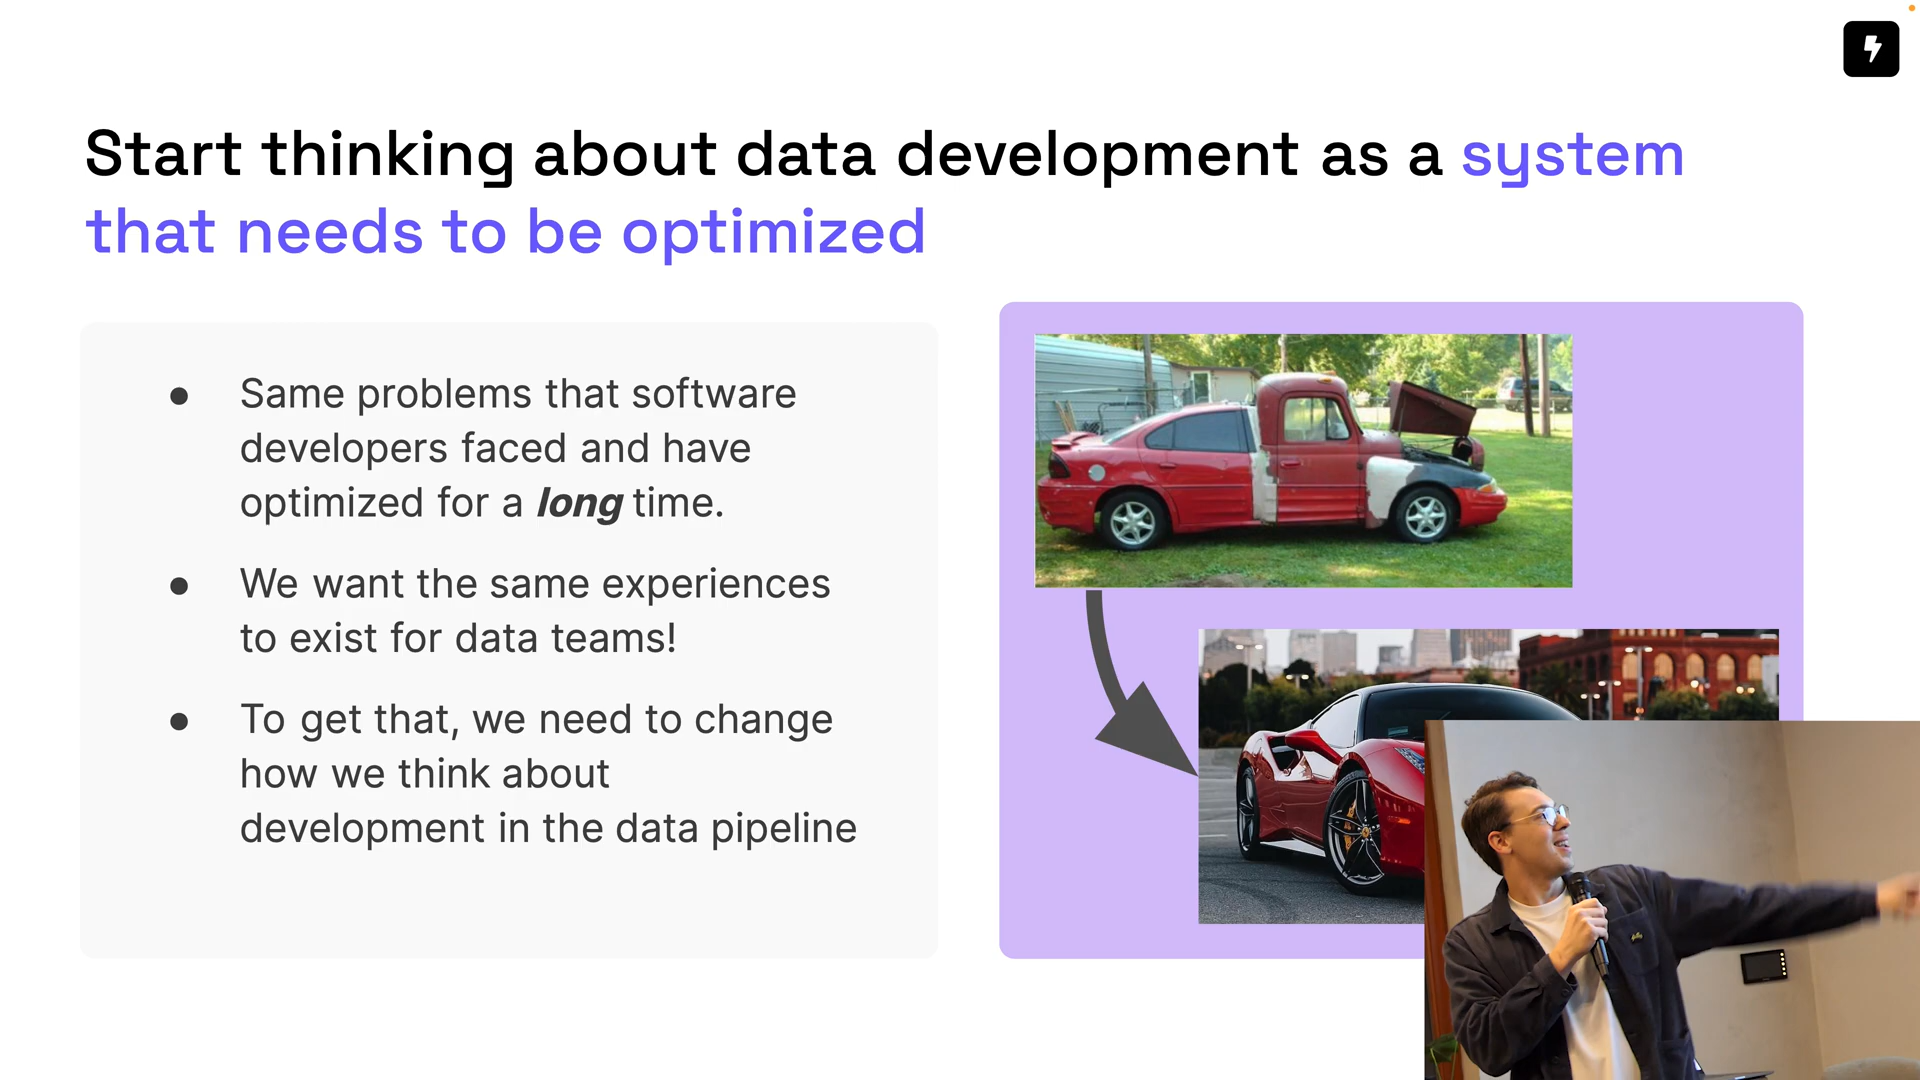 Start thinking about data development as a system
that needs to be optimized
● Same problems that software
developers faced and have
optimized for a long time.
● We want the same experiences
to exist for data teams!
● To get that, we need to change
how we think about
development in the data pipeline